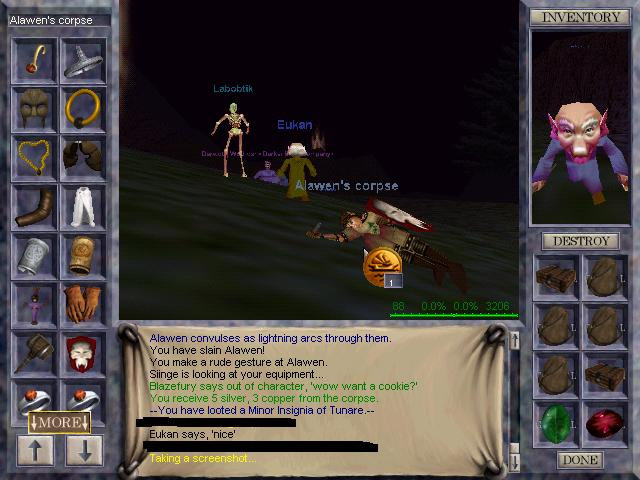 Alawen's corpse
INVENTORY
Labobtik
Eukan
Alawen's corpse
DESTROY
1
88 0.0% 0.0% 3206
Alawen convulses as lightning arcs through them.
You have slain Alawen!
You make a rude gesture at Alawen.
Slinge is looking at your equipment...
Blazefury says out of character, 'wow want a cookie?'
You receive 5 silver, 3 copper from the corpse.
--You have looted a Minor Insignia of Tunare.--
Eukan says, 'nice'
Taking a screenshot...
MORE
DONE